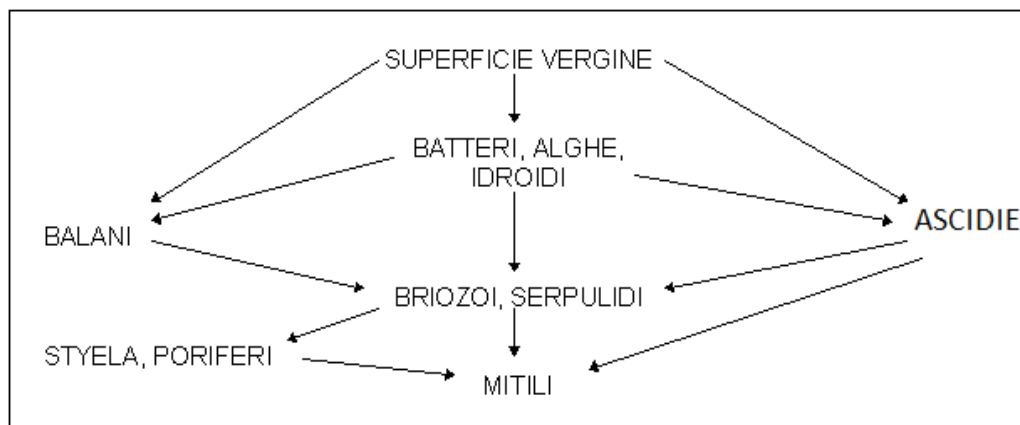 SUPERFICIE VERGINE
BATTERI, ALGHE,
IDROIDI
BALANI
ASCIDIE
BRIOZOI, SERPULIDI
STYELA, PORIFERI
MITILI